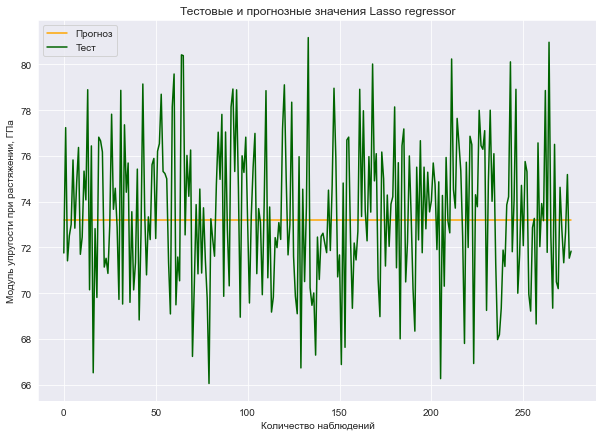 Тестовые и прогнозные значения Lasso regressor
Прогноз
Тест
Модуль упругости при растяжении, ГПа
80
78
76
74
72
70
68
66
0
50
100
150
200
250
Количество наблюдений